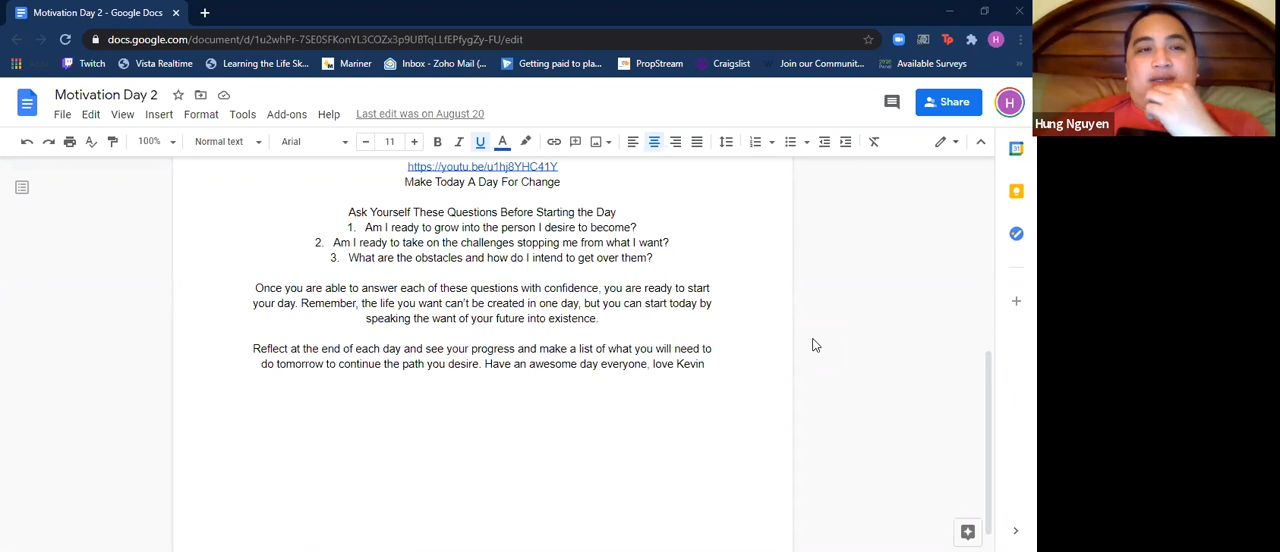 Motivation Day 2 - Google Docs
docs.google.com/document/d/1u2whPr-7SE0SFKonYL3COZx3p9UBTqLLfEPfygZy-FU/edit
Twitch
Vista Realtime
Learning the Life Sk...
Mariner
Inbox - Zoho Mail (...
Getting paid to pla...
PropStream
Craigslist
Join our Communit...
Available Surveys
Motivation Day 2
File Edit View Insert Format Tools Add-ons Help Last edit was on August 20
Share
H
100% Normal text Arial 11
https://youtu.be/u1hj8YHC41Y
Make Today A Day For Change
Ask Yourself These Questions Before Starting the Day
1. Am I ready to grow into the person I desire to become?
2. Am I ready to take on the challenges stopping me from what I want?
3. What are the obstacles and how do I intend to get over them?
Once you are able to answer each of these questions with confidence, you are ready to start
your day. Remember, the life you want can't be created in one day, but you can start today by
speaking the want of your future into existence.
Reflect at the end of each day and see your progress and make a list of what you will need to
do tomorrow to continue the path you desire. Have an awesome day everyone, love Kevin
Hung Nguyen